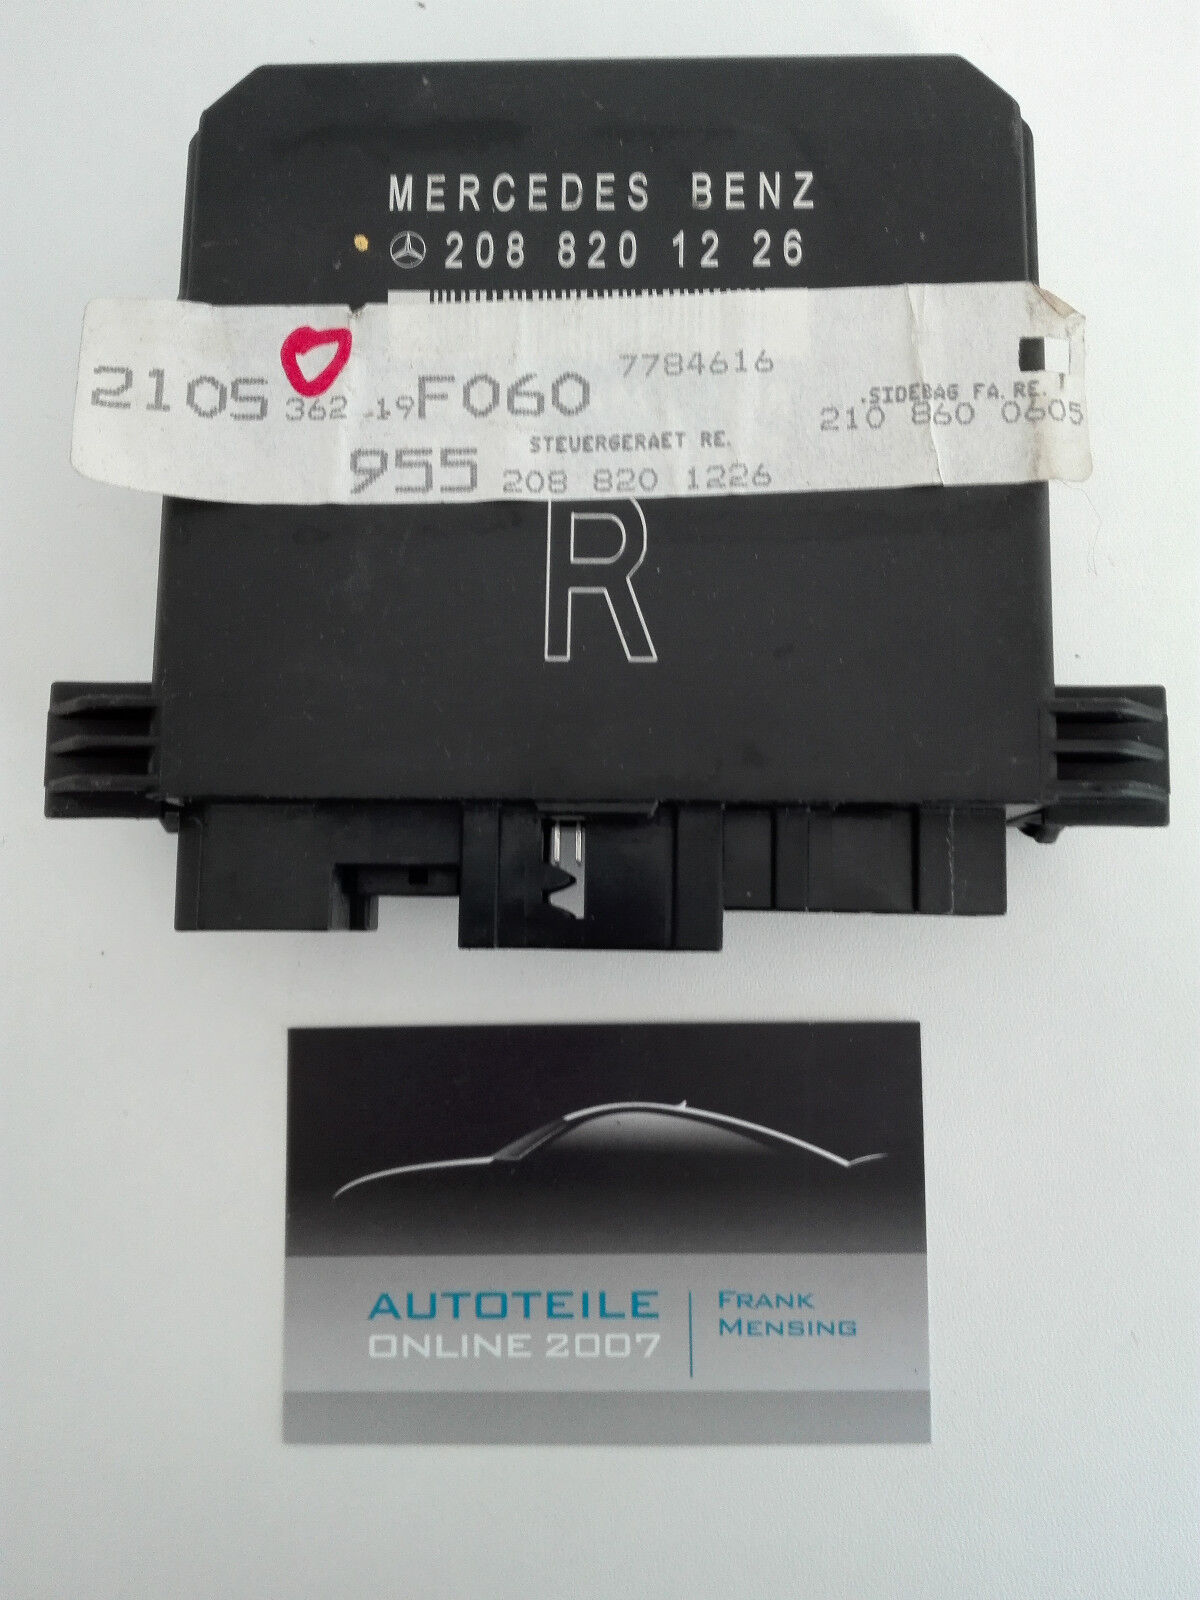 MERCEDES BENZ
208 820 12 26
7784616
210S 362 -19 F060
.SIDEBAG FA. RE.
210 860 0605
STEUERGERAET RE.
955 208 820 1226
R
AUTOTEILE
ONLINE 2007
FRANK
MENSING